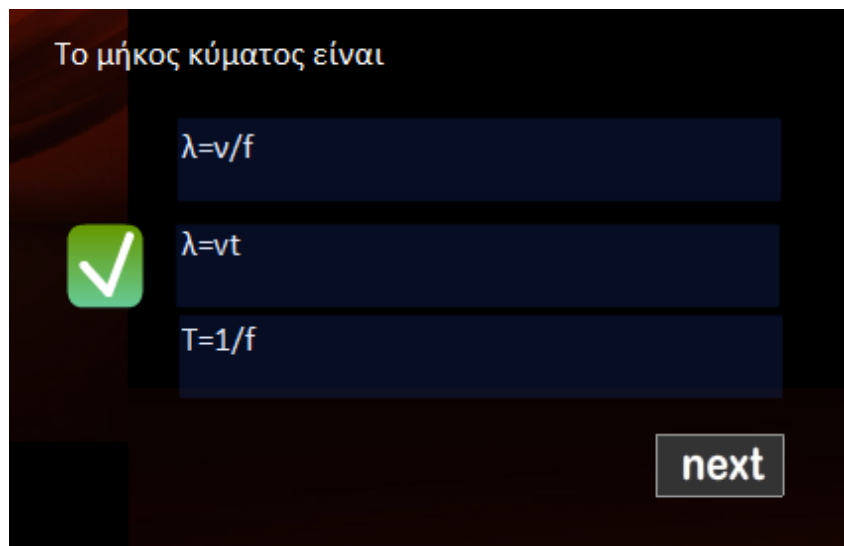 Το μήκος κύματος είναι
λ=ν/f
λ=vt
T=1/f
next